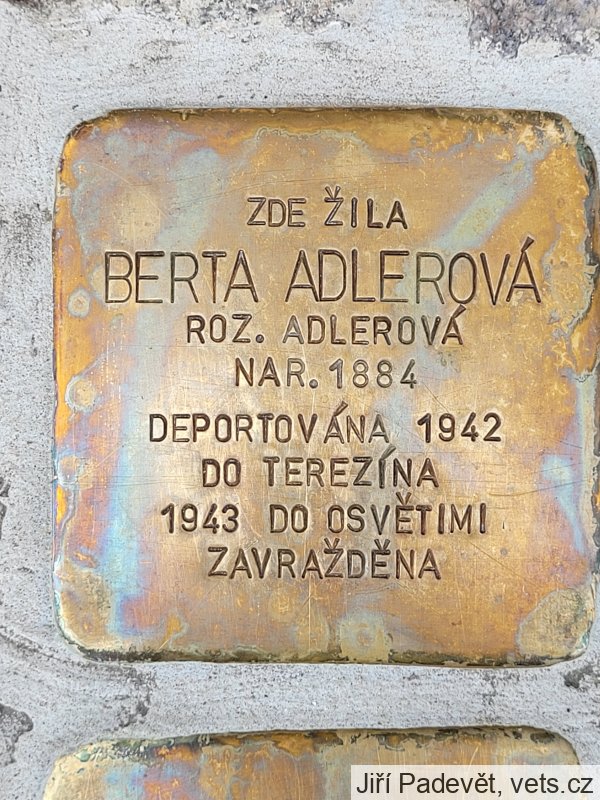 ZDE ŽILA
BERTA ADLEROVÁ
ROZ. ADLEROVÁ
NAR. 1884
DEPORTOVÁNA 1942
DO TEREZÍNA
1943 DO OSVĚTIMI
ZAVRAŽDĚNA
Jiří Padevět, vets.cz